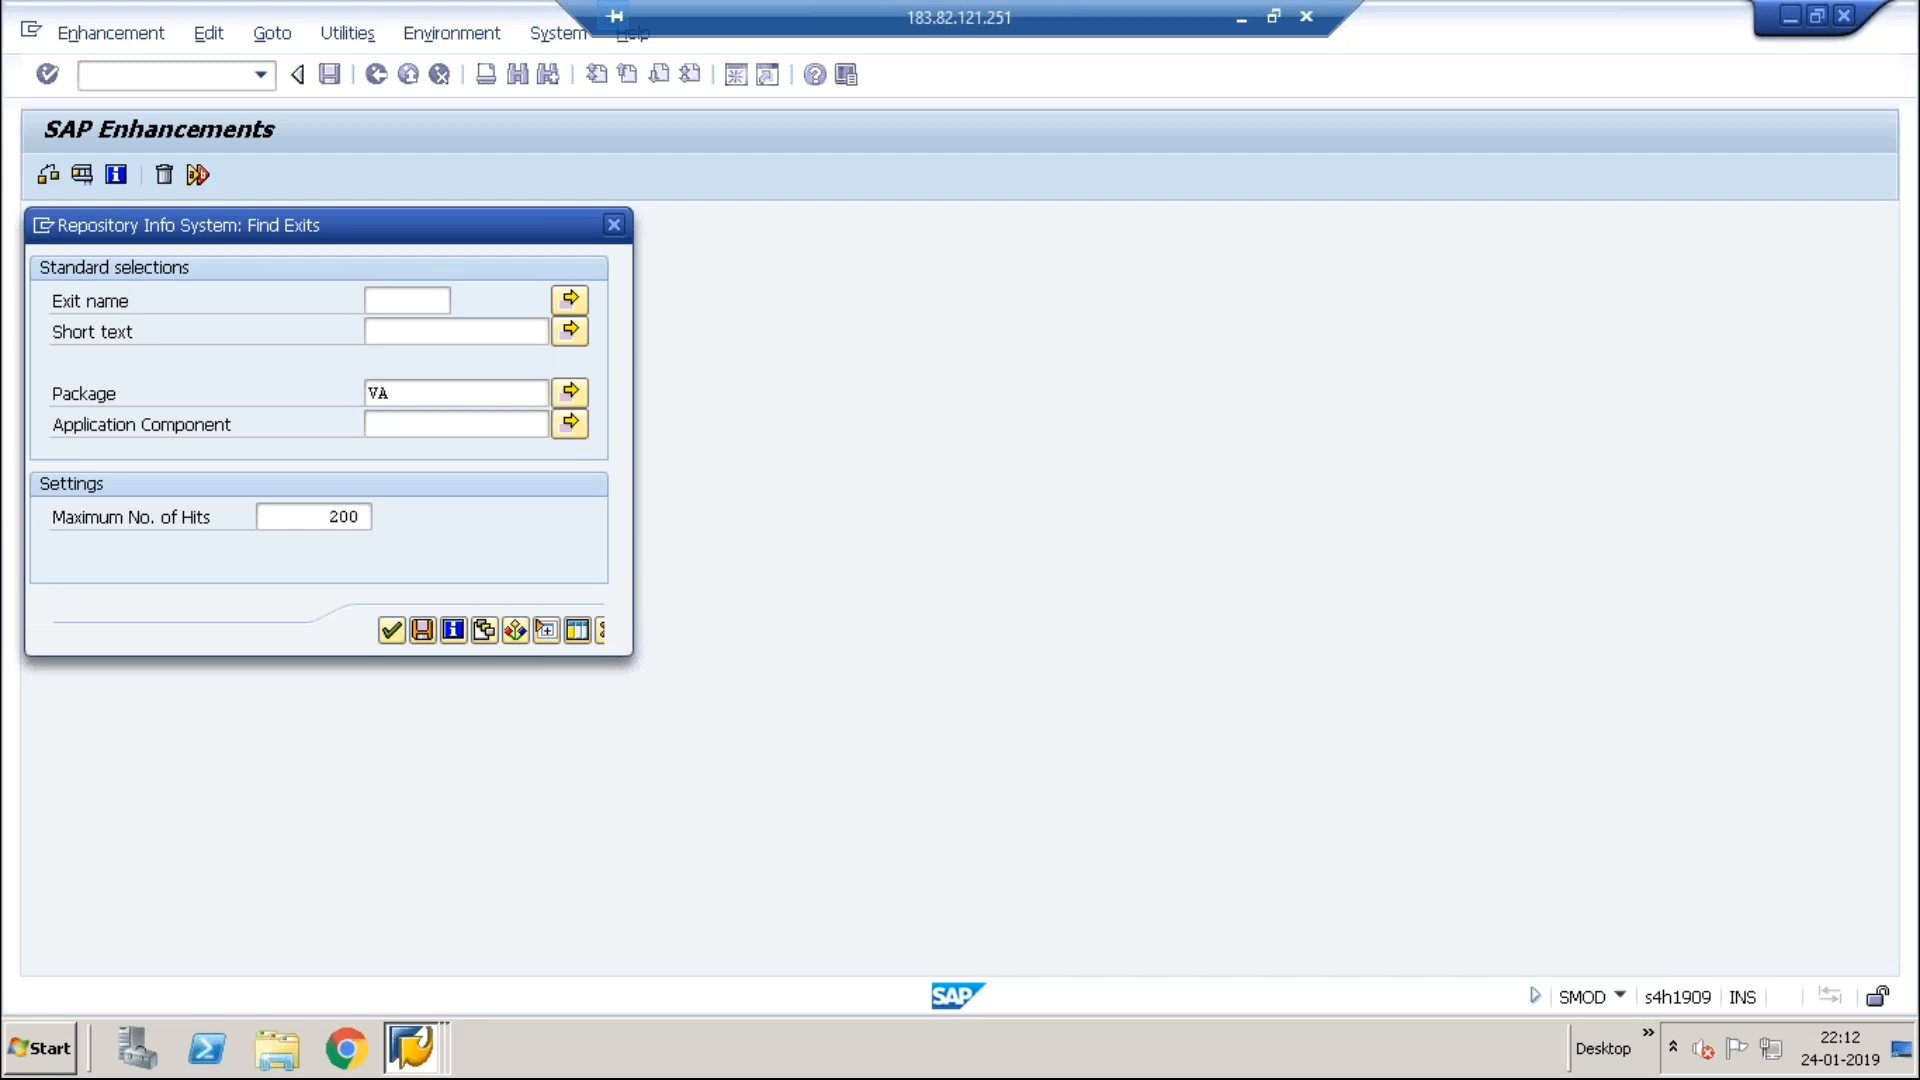 183.82.121.251
Enhancement Edit Goto Utilities Environment System Help
SAP Enhancements
Repository Info System: Find Exits
Standard selections
Exit name
Short text
Package VA
Application Component
Settings
Maximum No. of Hits 200
SAP
SMOD s4h1909 INS
Start
Desktop
22:12
24-01-2019